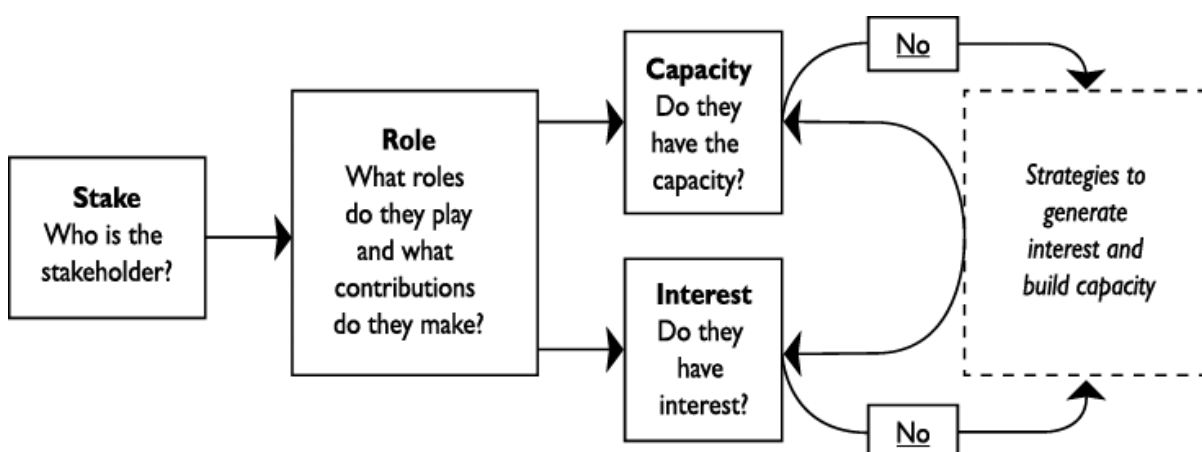 Stake
Who is the
stakeholder?
Role
What roles
do they play
and what
contributions
do they make?
Capacity
Do they
have the
capacity?
Interest
Do they
have
interest?
No
No
Strategies to
generate
interest and
build capacity